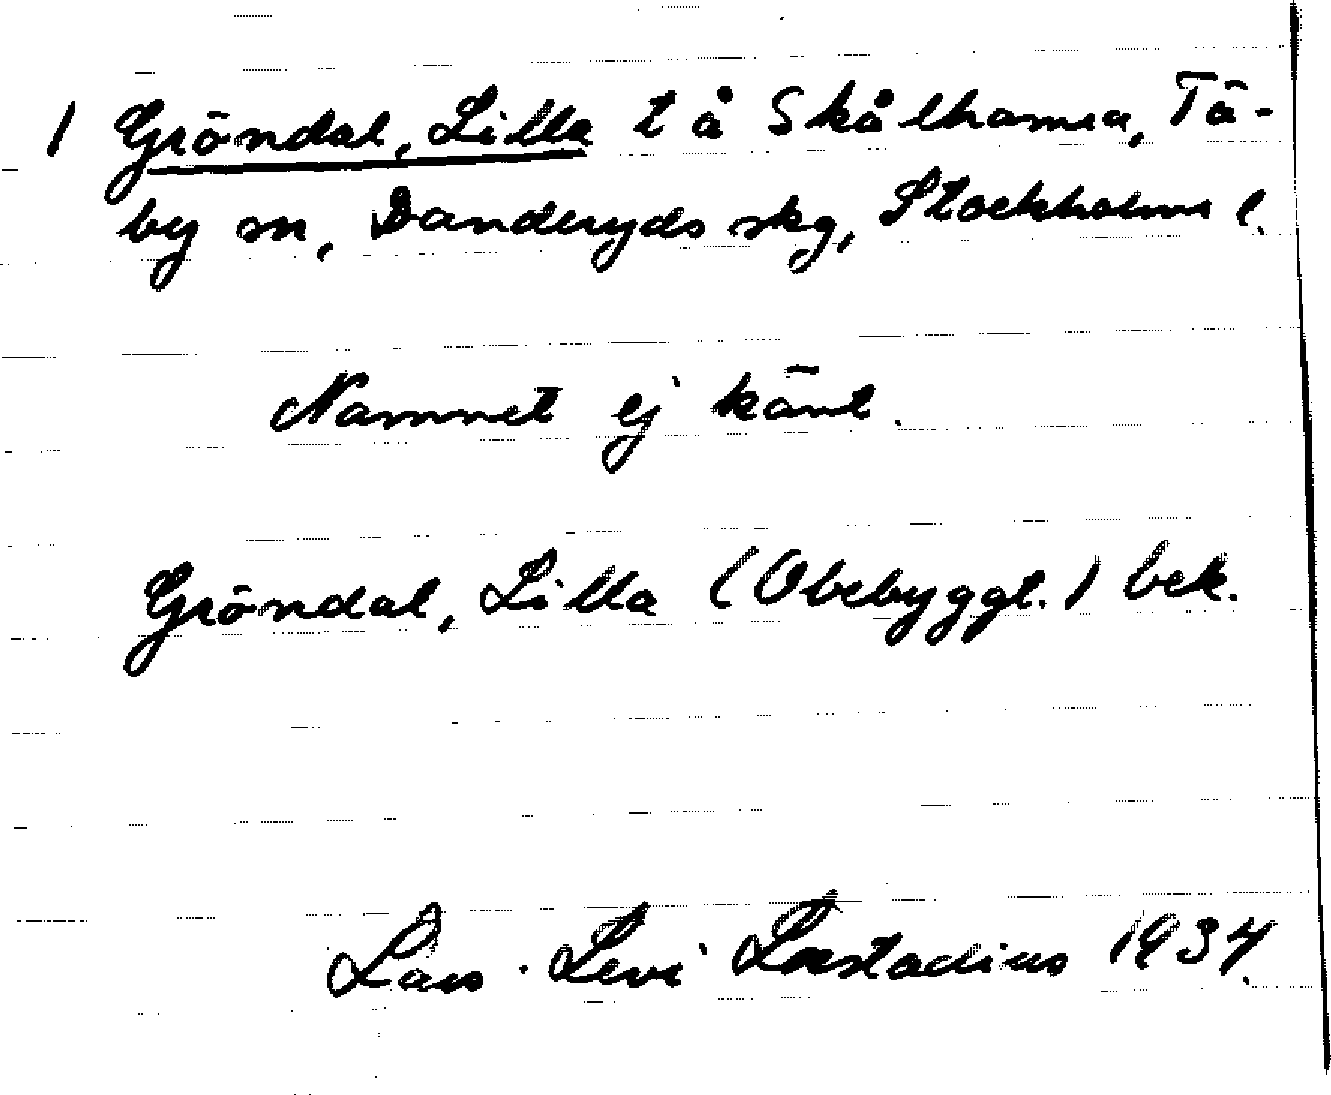 1 Gröndal, Lilla t å Skålhamra, Tä-
by sn, Danderyds skg, Stockholms l.
Namnet ej känt.
Gröndal, Lilla (Obebyggt.) bek.
Lars-Levi Læstadius 1934.